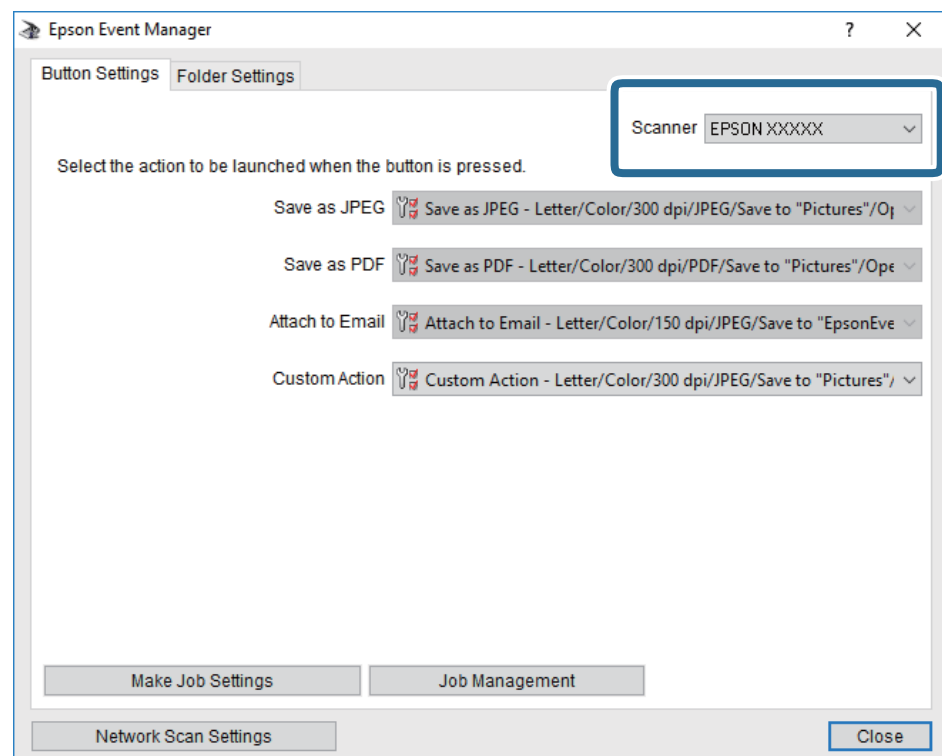 Epson Event Manager ?
Button Settings Folder Settings
Scanner EPSON XXXXX
Select the action to be launched when the button is pressed.
Save as JPEG Save as JPEG - Letter/Color/300 dpi/JPEG/Save to "Pictures"/Op
Save as PDF Save as PDF - Letter/Color/300 dpi/PDF/Save to "Pictures"/Ope
Attach to Email Attach to Email - Letter/Color/150 dpi/JPEG/Save to "EpsonEve
Custom Action Custom Action - Letter/Color/300 dpi/JPEG/Save to "Pictures"/
Make Job Settings Job Management
Network Scan Settings Close